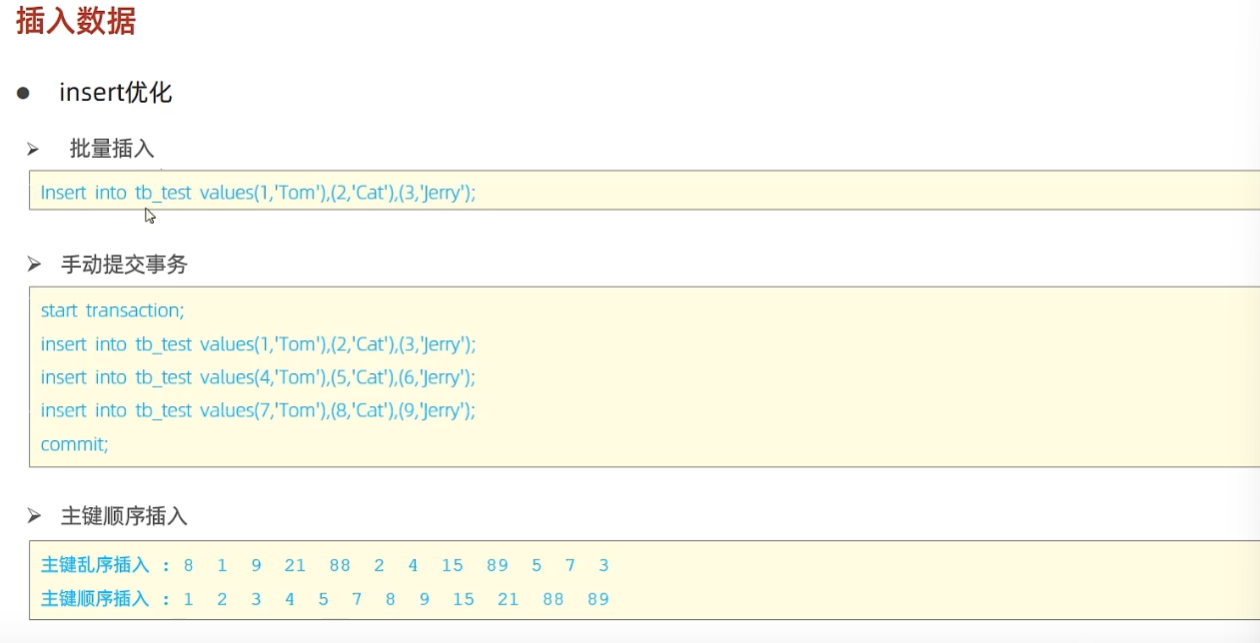 插入数据
insert优化
批量插入
Insert into tb_test values(1,'Tom'),(2,'Cat'),(3,'Jerry');
手动提交事务
start transaction;
insert into tb_test values(1,'Tom'),(2,'Cat'),(3,'Jerry');
insert into tb_test values(4,'Tom'),(5,'Cat'),(6,'Jerry');
insert into tb_test values(7,'Tom'),(8,'Cat'),(9,'Jerry');
commit;
主键顺序插入
主键乱序插入 : 8 1 9 21 88 2 4 15 89 5 7 3
主键顺序插入 : 1 2 3 4 5 7 8 9 15 21 88 89